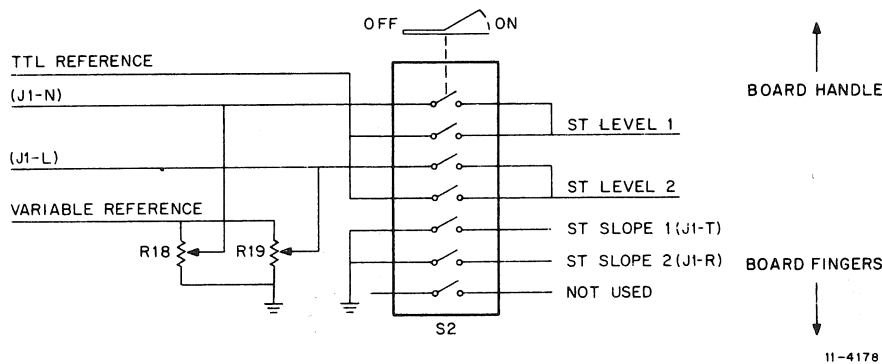 OFF ON
TTL REFERENCE
(J1-N)
BOARD HANDLE
ST LEVEL 1
(J1-L)
ST LEVEL 2
VARIABLE REFERENCE
ST SLOPE 1 (J1-T)
R18 R19
ST SLOPE 2 (J1-R)
BOARD FINGERS
NOT USED
S2
11-4178